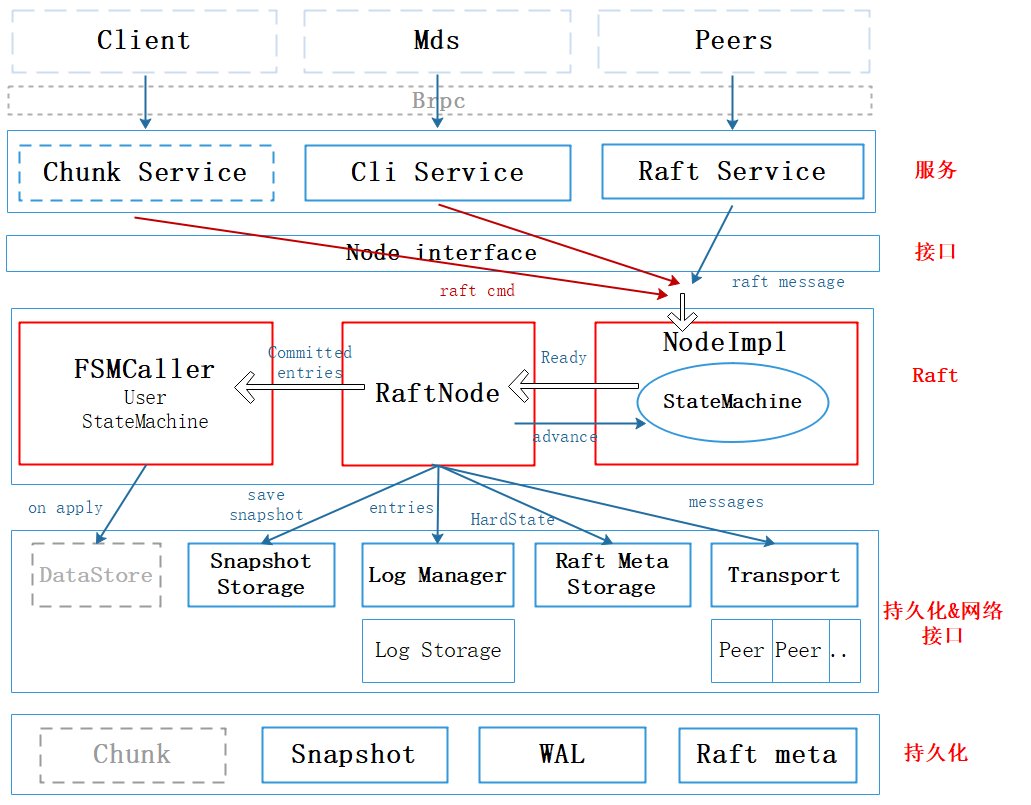 Client
Mds
Peers
Brpc
Chunk Service
Cli Service
Raft Service
服务
Node interface
接口
raft cmd
raft message
FSMCaller
User
StateMachine
Committed
entries
RaftNode
Ready
advance
NodeImpl
StateMachine
Raft
on apply
save
snapshot
entries
HardState
messages
DataStore
Snapshot
Storage
Log Manager
Raft Meta
Storage
Transport
持久化&网络
接口
Log Storage
Peer
Peer
..
Chunk
Snapshot
WAL
Raft meta
持久化